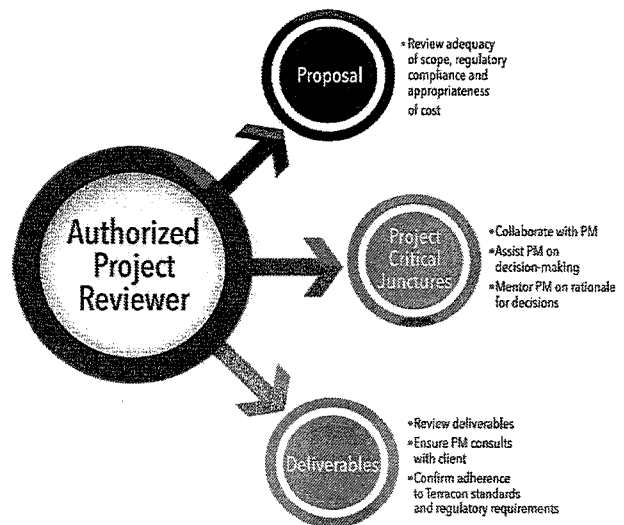 Proposal
• Review adequacy
of scope, regulatory
compliance and
appropriateness
of cost
Authorized
Project
Reviewer
Project
Critical
Junctures
• Collaborate with PM
• Assist PM on
decision-making
• Mentor PM on rationale
for decisions
Deliverables
• Review deliverables
• Ensure PM consults
with client
• Confirm adherence
to Terracon standards
and regulatory requirements